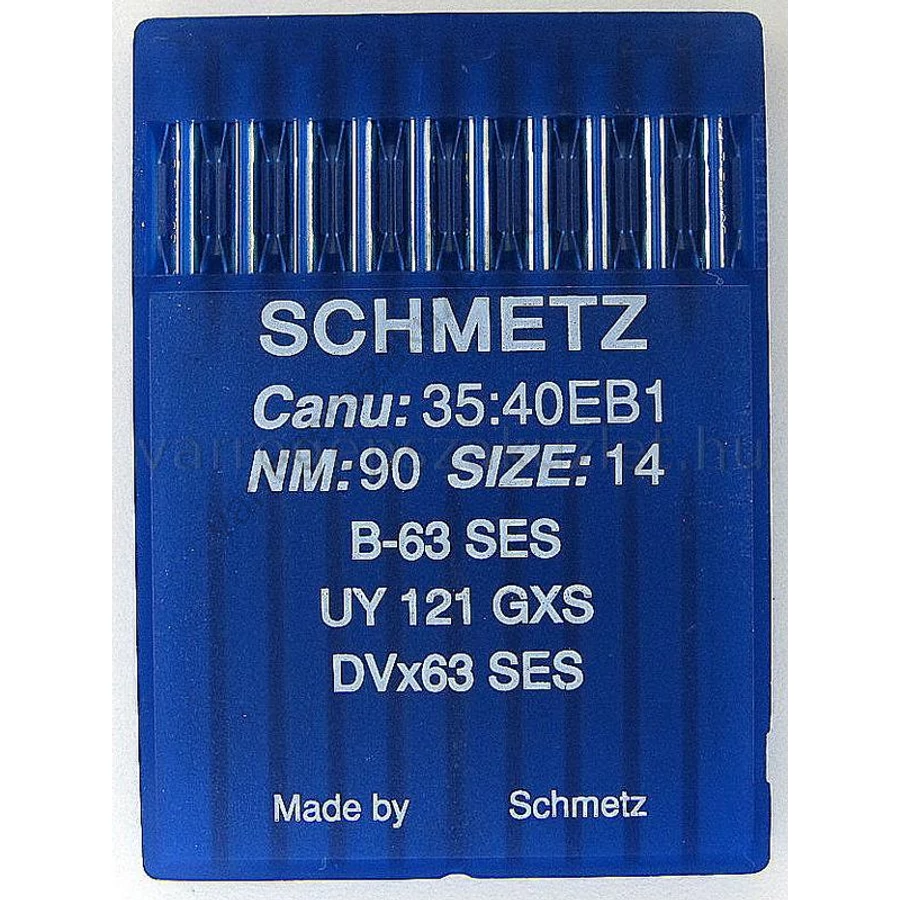 SCHMETZ
Canu: 35:40EB1
NM: 90 SIZE: 14
B-63 SES
UY 121 GXS
DVx63 SES
Made by Schmetz